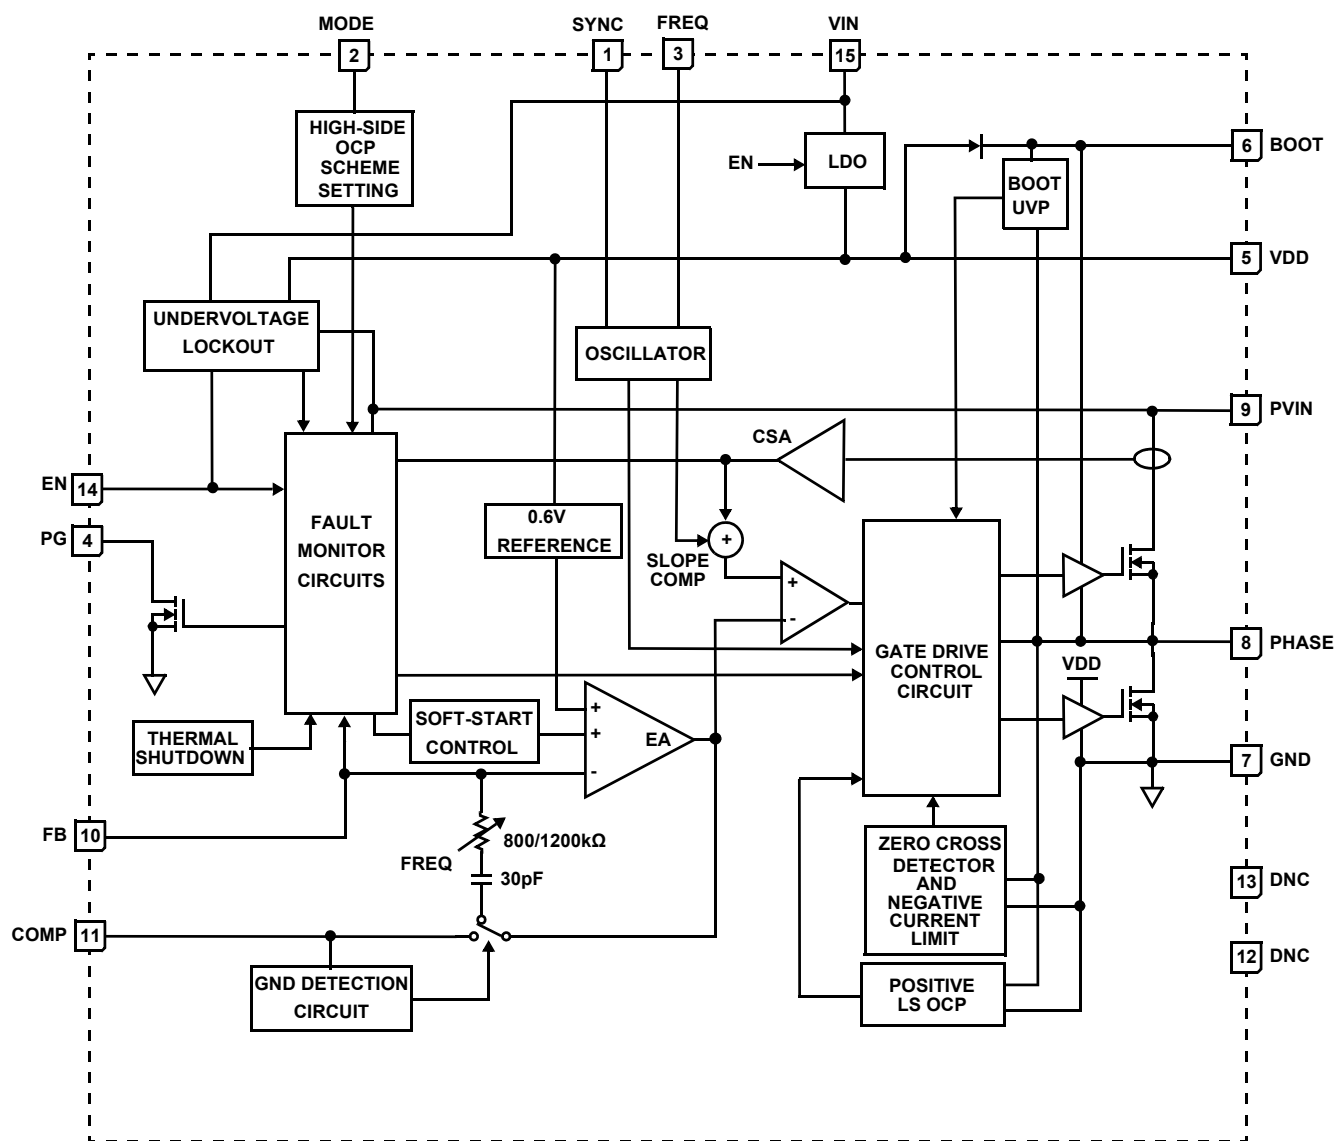 MODE
SYNC
FREQ
VIN
2
1
3
15
HIGH-SIDE
OCP
SCHEME
SETTING
EN
LDO
6
BOOT
BOOT
UVP
5
VDD
UNDERVOLTAGE
LOCKOUT
OSCILLATOR
9
PVIN
CSA
EN
14
PG
4
FAULT
MONITOR
CIRCUITS
0.6V
REFERENCE
+
SLOPE
COMP
+
-
GATE DRIVE
CONTROL
CIRCUIT
8
PHASE
VDD
THERMAL
SHUTDOWN
SOFT-START
CONTROL
+
+
-
EA
7
GND
FB
10
FREQ
800/1200kΩ
30pF
ZERO CROSS
DETECTOR
AND
NEGATIVE
CURRENT
LIMIT
13
DNC
COMP
11
12
DNC
GND DETECTION
CIRCUIT
POSITIVE
LS OCP